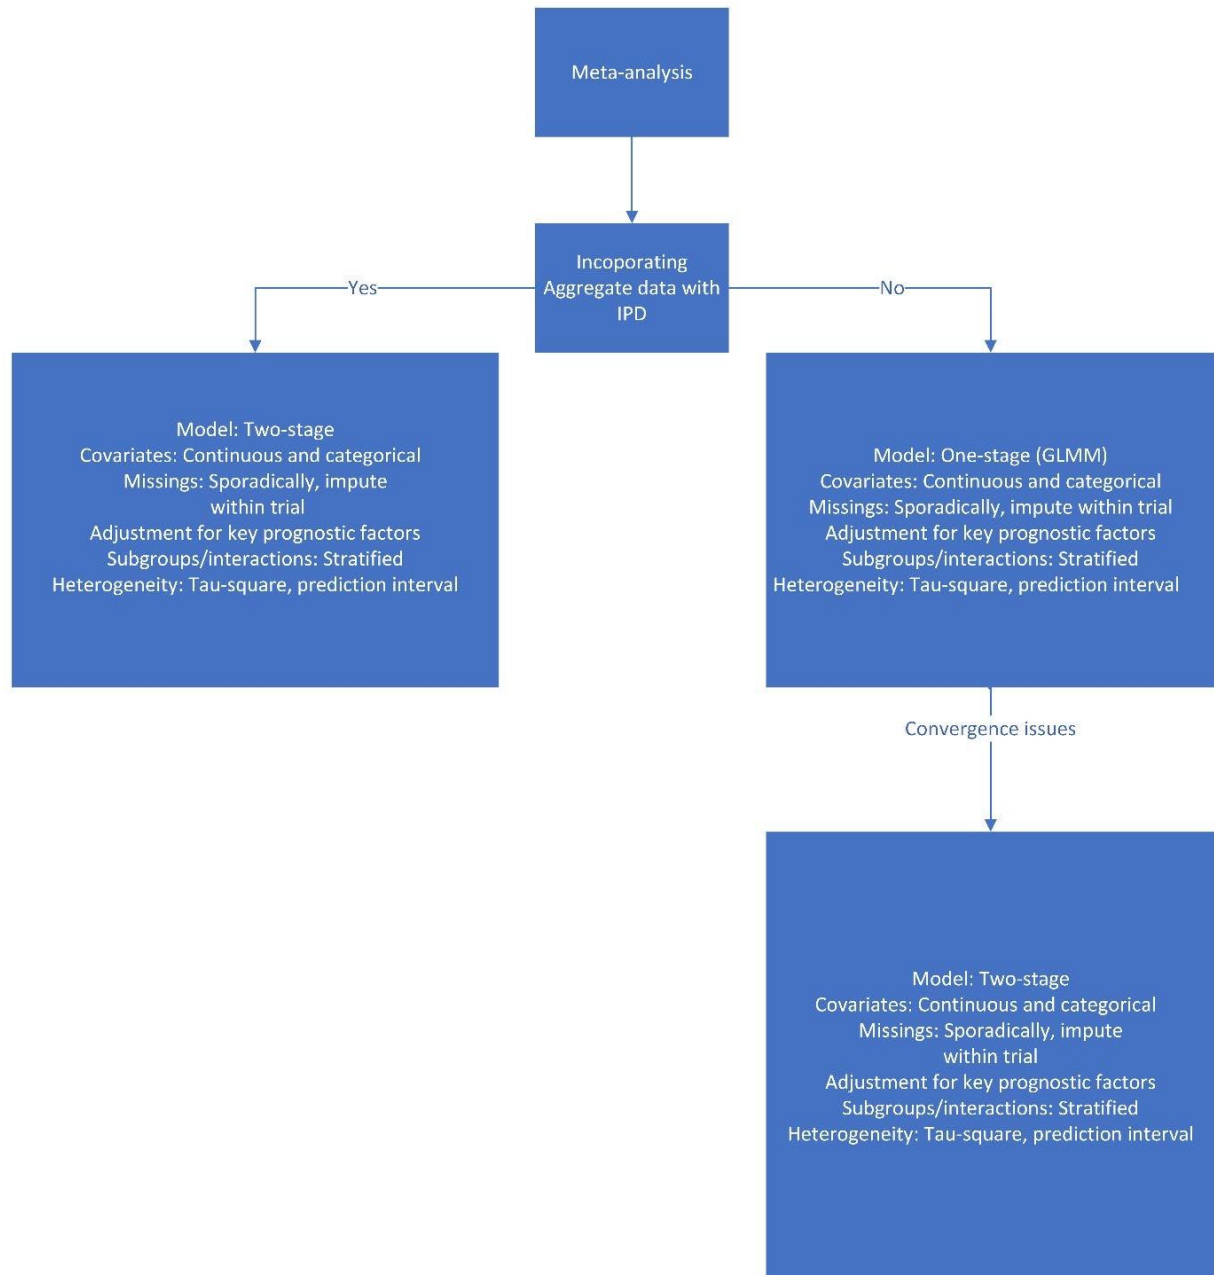 Meta-analysis
Incoporating
Aggregate data with
IPD
Yes
No
Model: Two-stage
Covariates: Continuous and categorical
Missings: Sporadically, impute
within trial
Adjustment for key prognostic factors
Subgroups/interactions: Stratified
Heterogeneity: Tau-square, prediction interval
Model: One-stage (GLMM)
Covariates: Continuous and categorical
Missings: Sporadically, impute within trial
Adjustment for key prognostic factors
Subgroups/interactions: Stratified
Heterogeneity: Tau-square, prediction interval
Convergence issues
Model: Two-stage
Covariates: Continuous and categorical
Missings: Sporadically, impute
within trial
Adjustment for key prognostic factors
Subgroups/interactions: Stratified
Heterogeneity: Tau-square, prediction interval